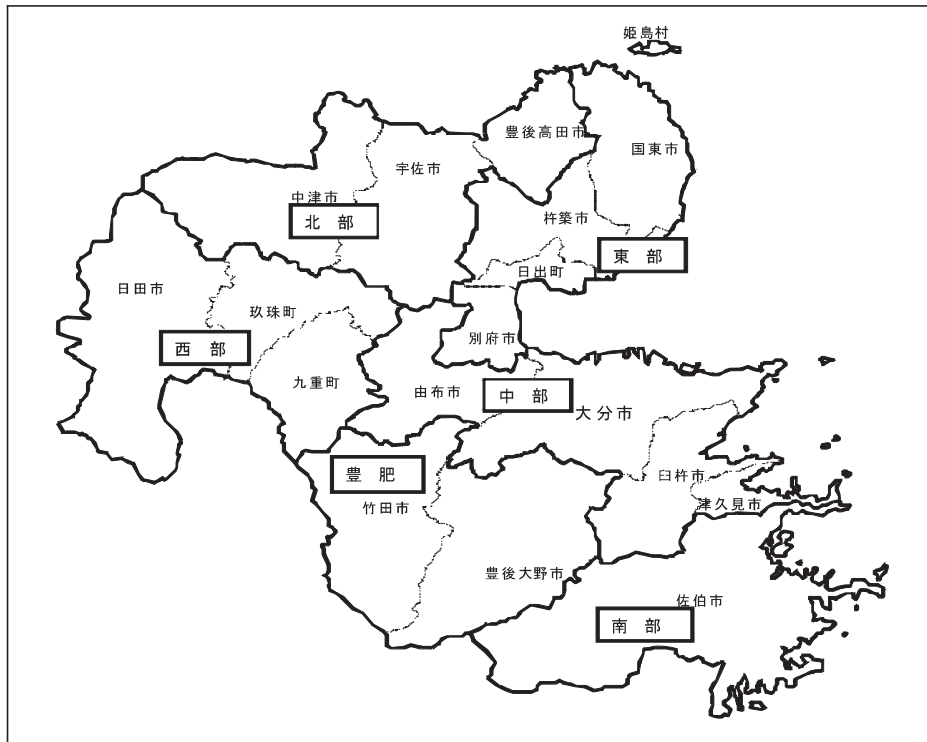 姫島村
豊後高田市
国東市
宇佐市
中津市
北部
杵築市
東部
日出町
日田市
玖珠町
別府市
西部
九重町
由布市
中部
大分市
豊肥
臼杵市
竹田市
津久見市
豊後大野市
佐伯市
南部